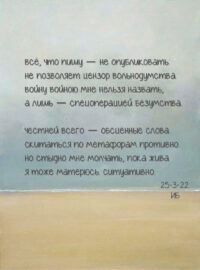 всё, что пишу — не опубликовать
не позволяет цензор вольнодумства
войну войною мне нельзя назвать,
а лишь — спецоперацией безумства

честней всего — обсценные слова
скитаться по метафорам противно
но стыдно мне молчать, пока жива
я тоже матерюсь. ситуативно
25-3-22
ИБ